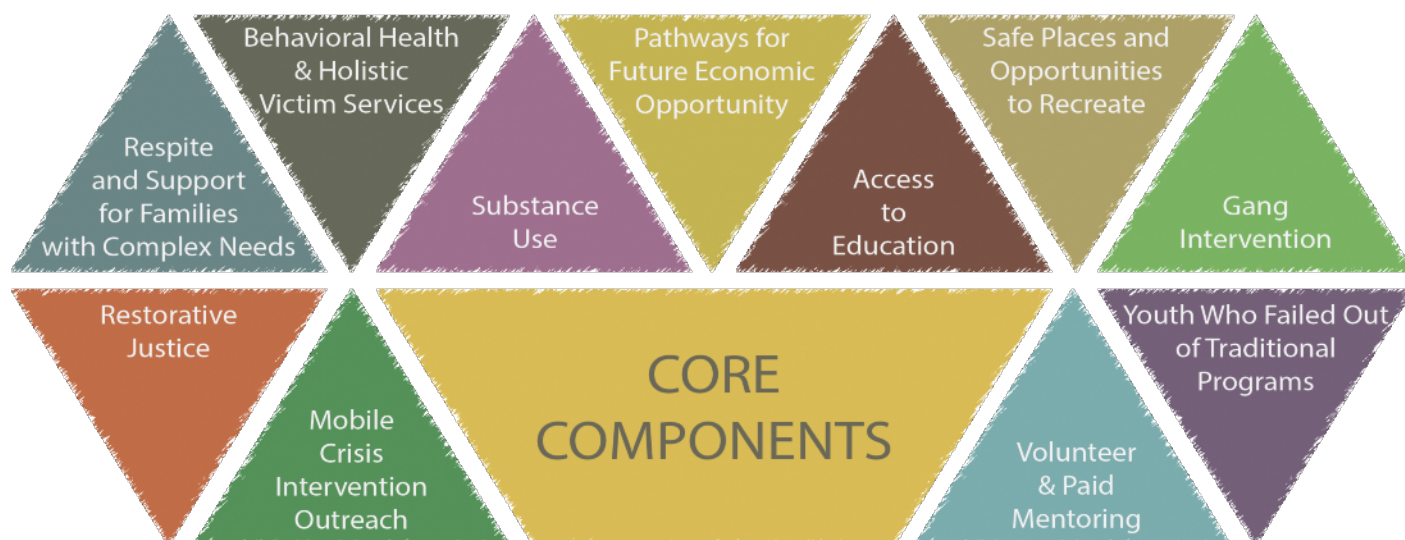 Respite
and Support
for Families
with Complex Needs
Behavioral Health
& Holistic
Victim Services
Substance
Use
Pathways for
Future Economic
Opportunity
Access
to
Education
Safe Places and
Opportunities
to Recreate
Gang
Intervention
Restorative
Justice
Mobile
Crisis
Intervention
Outreach
CORE
COMPONENTS
Volunteer
& Paid
Mentoring
Youth Who Failed Out
of Traditional
Programs